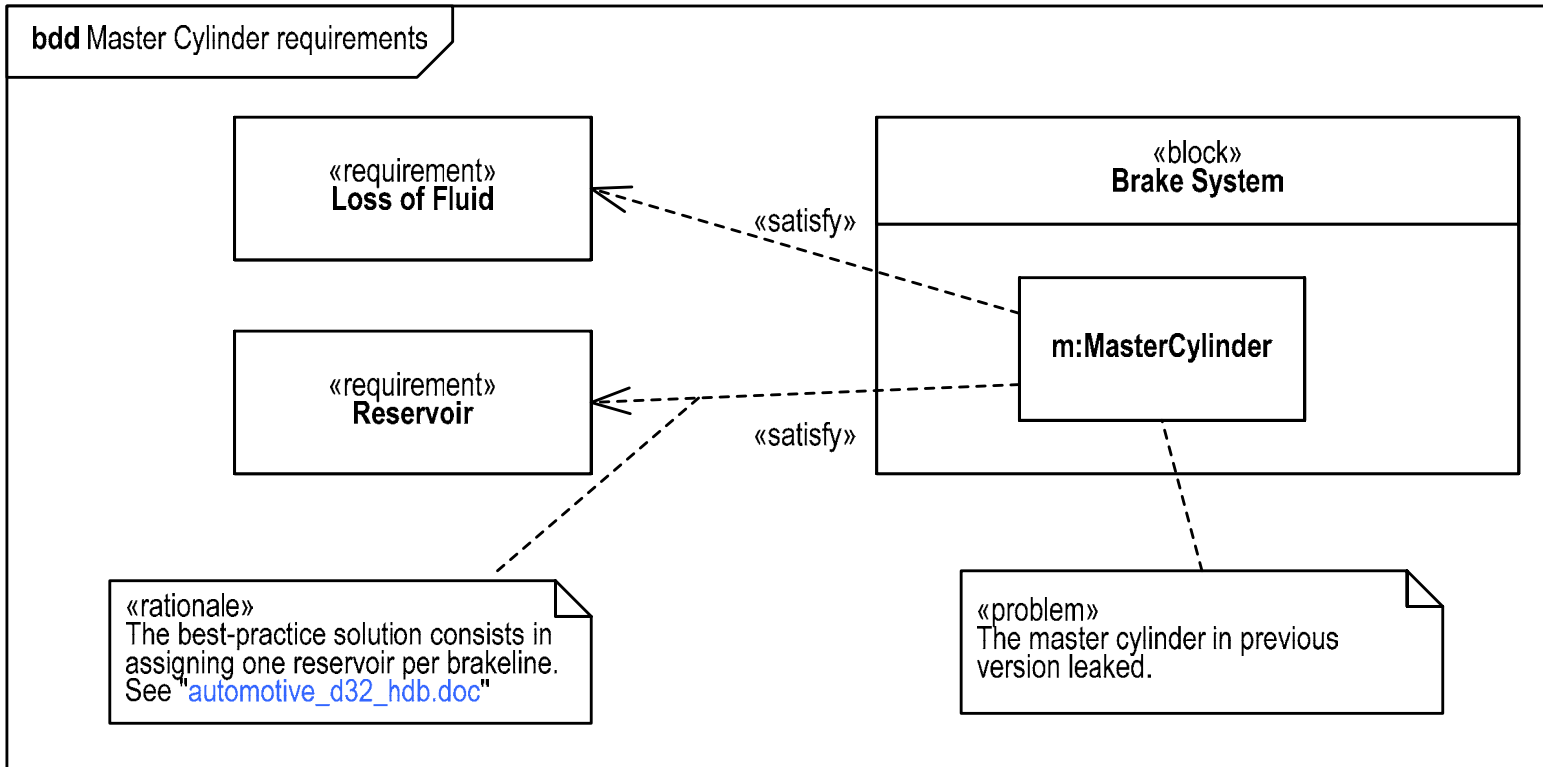 bdd Master Cylinder requirements
«requirement»
Loss of Fluid
«satisfy»
«block»
Brake System
m:MasterCylinder
«requirement»
Reservoir
«satisfy»
«rationale»
The best-practice solution consists in
assigning one reservoir per brakeline.
See "automotive_d32_hdb.doc"
«problem»
The master cylinder in previous
version leaked.